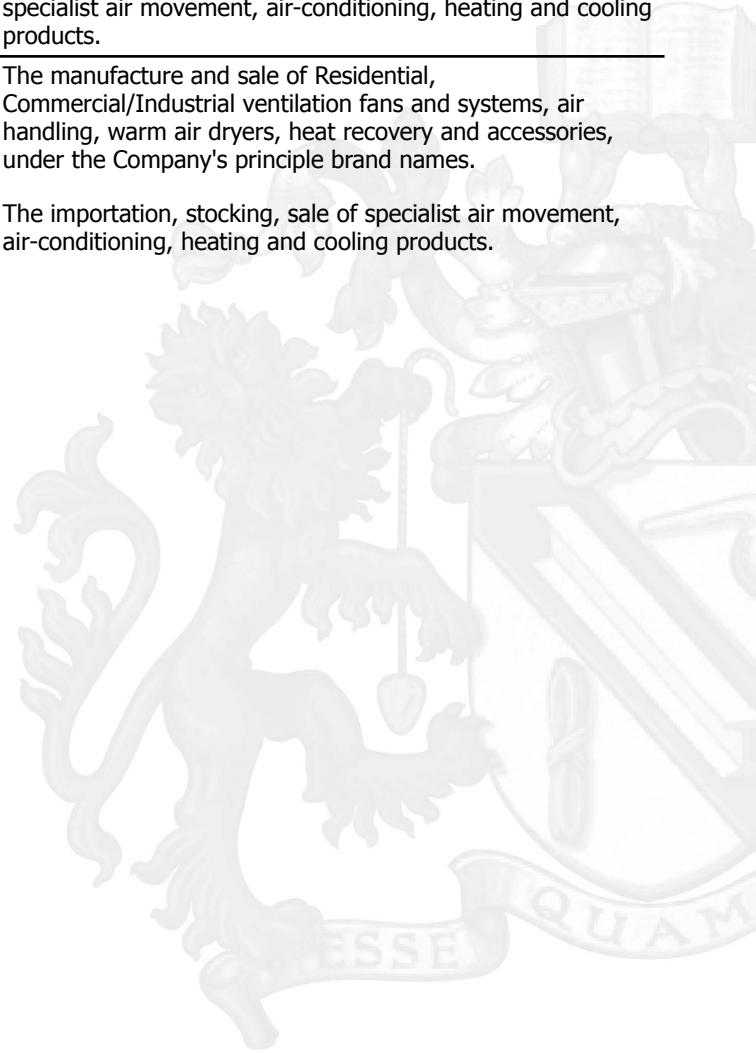 specialist air movement, air-conditioning, heating and cooling
products.
The manufacture and sale of Residential,
Commercial/Industrial ventilation fans and systems, air
handling, warm air dryers, heat recovery and accessories,
under the Company's principle brand names.
The importation, stocking, sale of specialist air movement,
air-conditioning, heating and cooling products.
ESSE QUAM